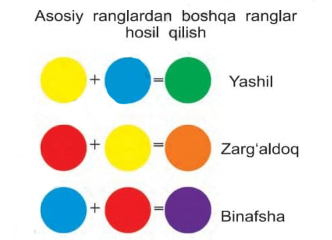 Asosiy ranglardan boshqa ranglar
hosil qilish
+ = Yashil
+ = Zarg‘aldoq
+ = Binafsha